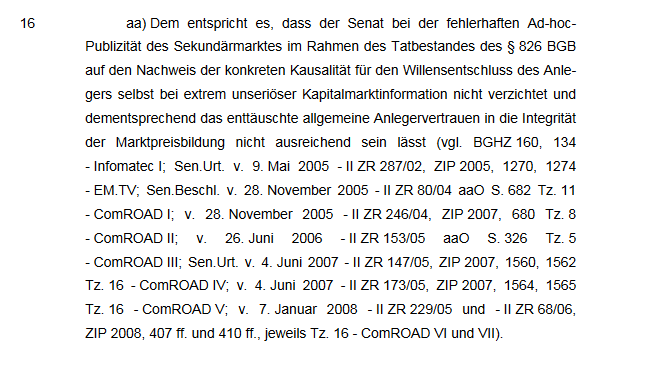 16 aa) Dem entspricht es, dass der Senat bei der fehlerhaften Ad-hoc-
Publizität des Sekundärmarktes im Rahmen des Tatbestandes des § 826 BGB
auf den Nachweis der konkreten Kausalität für den Willensentschluss des Anle-
gers selbst bei extrem unseriöser Kapitalmarktinformation nicht verzichtet und
dementsprechend das enttäuschte allgemeine Anlegervertrauen in die Integrität
der Marktpreisbildung nicht ausreichend sein lässt (vgl. BGHZ 160, 134
- Infomatec I; Sen.Urt. v. 9. Mai 2005 - II ZR 287/02, ZIP 2005, 1270, 1274
- EM.TV; Sen.Beschl. v. 28. November 2005 - II ZR 80/04 aaO S. 682 Tz. 11
- ComROAD I; v. 28. November 2005 - II ZR 246/04, ZIP 2007, 680 Tz. 8
- ComROAD II; v. 26. Juni 2006 - II ZR 153/05 aaO S. 326 Tz. 5
- ComROAD III; Sen.Urt. v. 4. Juni 2007 - II ZR 147/05, ZIP 2007, 1560, 1562
Tz. 16 - ComROAD IV; v. 4. Juni 2007 - II ZR 173/05, ZIP 2007, 1564, 1565
Tz. 16 - ComROAD V; v. 7. Januar 2008 - II ZR 229/05 und - II ZR 68/06,
ZIP 2008, 407 ff. und 410 ff., jeweils Tz. 16 - ComROAD VI und VII).